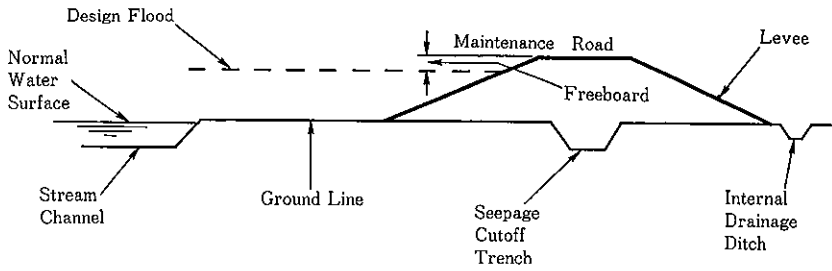 Design Flood
Maintenance Road
Levee
Normal
Water
Surface
Freeboard
Stream
Channel
Ground Line
Seepage
Cutoff
Trench
Internal
Drainage
Ditch